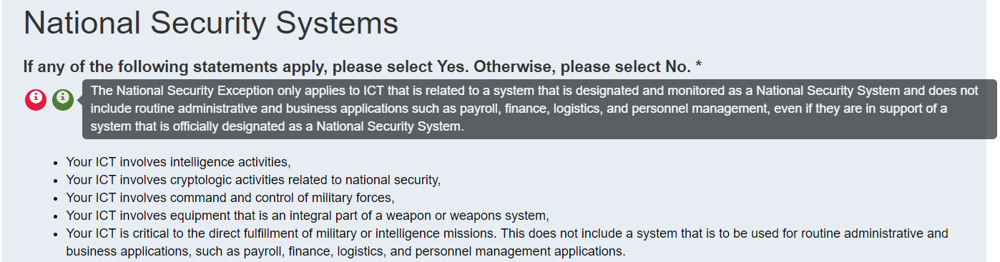 National Security Systems
If any of the following statements apply, please select Yes. Otherwise, please select No. *
The National Security Exception only applies to ICT that is related to a system that is designated and monitored as a National Security System and does not
include routine administrative and business applications such as payroll, finance, logistics, and personnel management, even if they are in support of a
system that is officially designated as a National Security System.
• Your ICT involves intelligence activities,
• Your ICT involves cryptologic activities related to national security,
• Your ICT involves command and control of military forces,
• Your ICT involves equipment that is an integral part of a weapon or weapons system,
• Your ICT is critical to the direct fulfillment of military or intelligence missions. This does not include a system that is to be used for routine administrative and
business applications, such as payroll, finance, logistics, and personnel management applications.